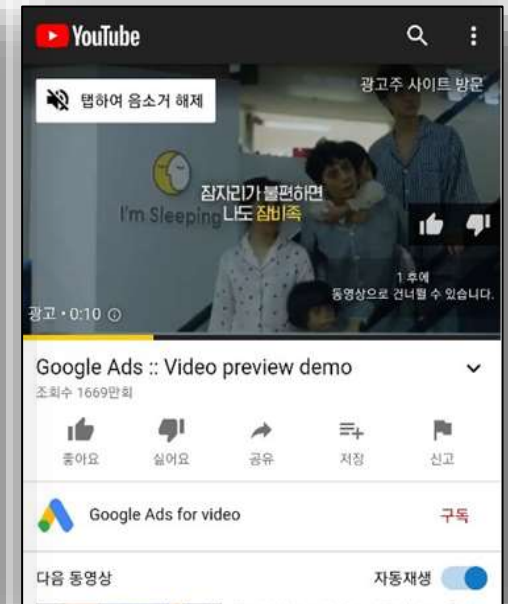 YouTube
탭하여 음소거 해제
광고주 사이트 방문
I'm Sleeping
잠자리가 불편하면
나도 잠비족
1 후에
동영상으로 건너뛸 수 있습니다.
광고 • 0:10
Google Ads :: Video preview demo
조회수 1669만회
좋아요
싫어요
공유
저장
신고
Google Ads for video
구독
다음 동영상
자동재생